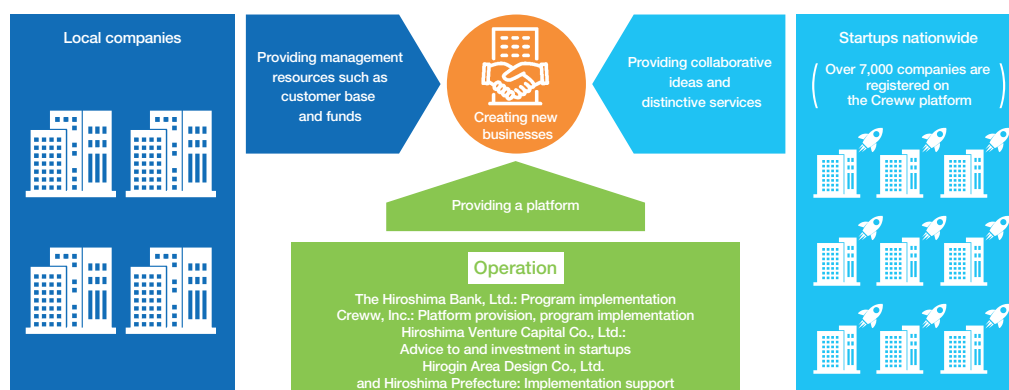 Local companies
Providing management
resources such as
customer base
and funds
Creating new
businesses
Providing collaborative
ideas and
distinctive services
Startups nationwide
(Over 7,000 companies are
registered on
the Creww platform)
Providing a platform
Operation
The Hiroshima Bank, Ltd.: Program implementation
Creww, Inc.: Platform provision, program implementation
Hiroshima Venture Capital Co., Ltd.:
Advice to and investment in startups
Hirogin Area Design Co., Ltd.
and Hiroshima Prefecture: Implementation support